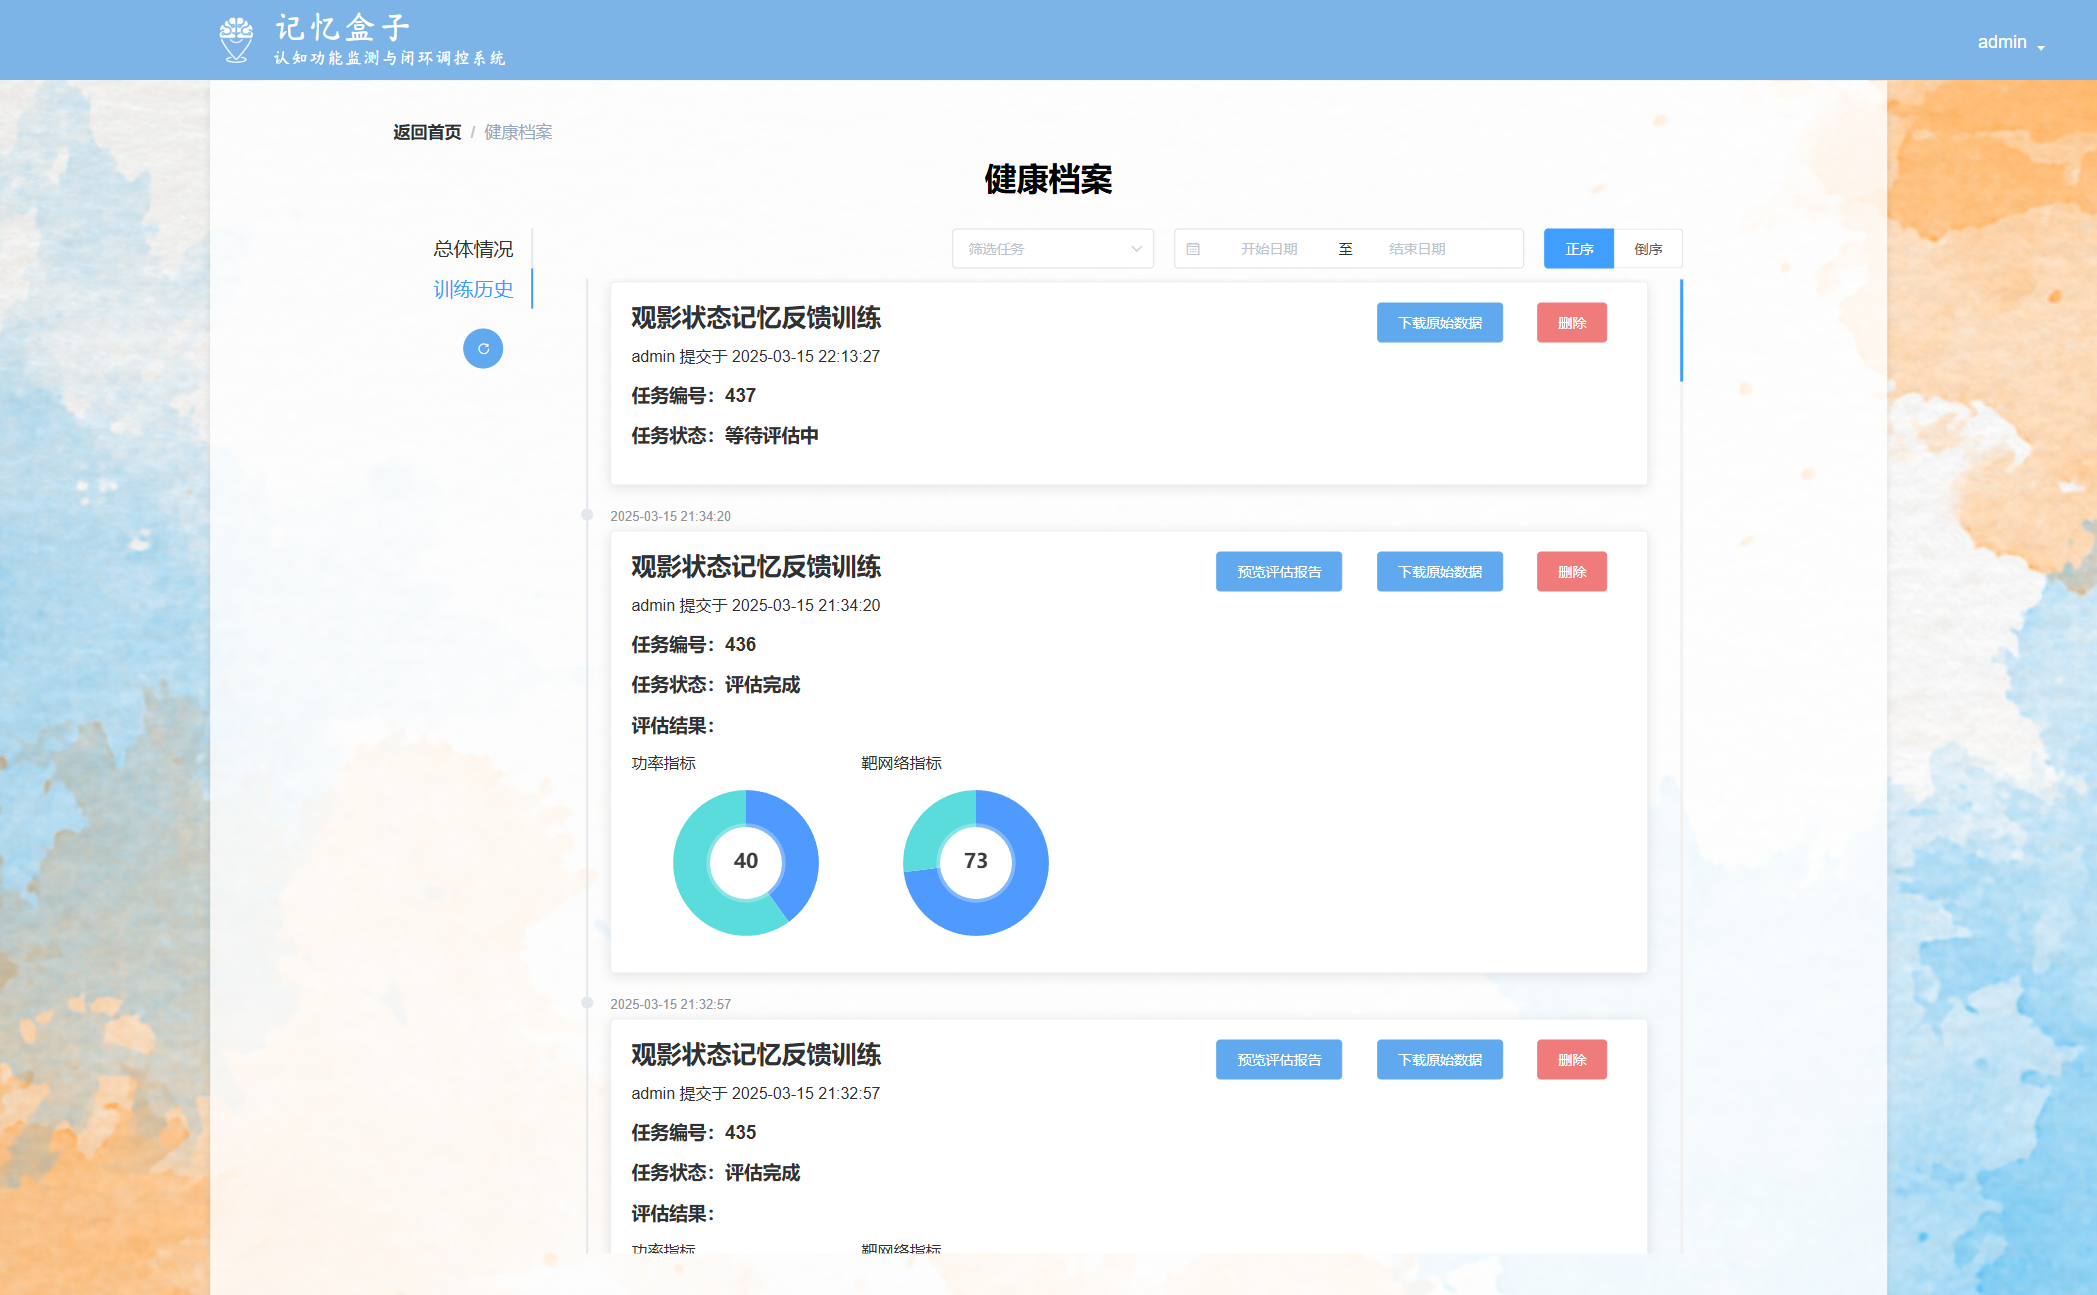 记忆盒子
认知功能监测与闭环调控系统
admin
返回首页 / 健康档案
健康档案
总体情况
训练历史
筛选任务
开始日期 至 结束日期
正序 倒序
观影状态记忆反馈训练
下载原始数据 删除
admin 提交于 2025-03-15 22:13:27
任务编号：437
任务状态：等待评估中
2025-03-15 21:34:20
观影状态记忆反馈训练
预览评估报告 下载原始数据 删除
admin 提交于 2025-03-15 21:34:20
任务编号：436
任务状态：评估完成
评估结果：
功率指标 靶网络指标
40 73
2025-03-15 21:32:57
观影状态记忆反馈训练
预览评估报告 下载原始数据 删除
admin 提交于 2025-03-15 21:32:57
任务编号：435
任务状态：评估完成
评估结果：
功率指标 靶网络指标